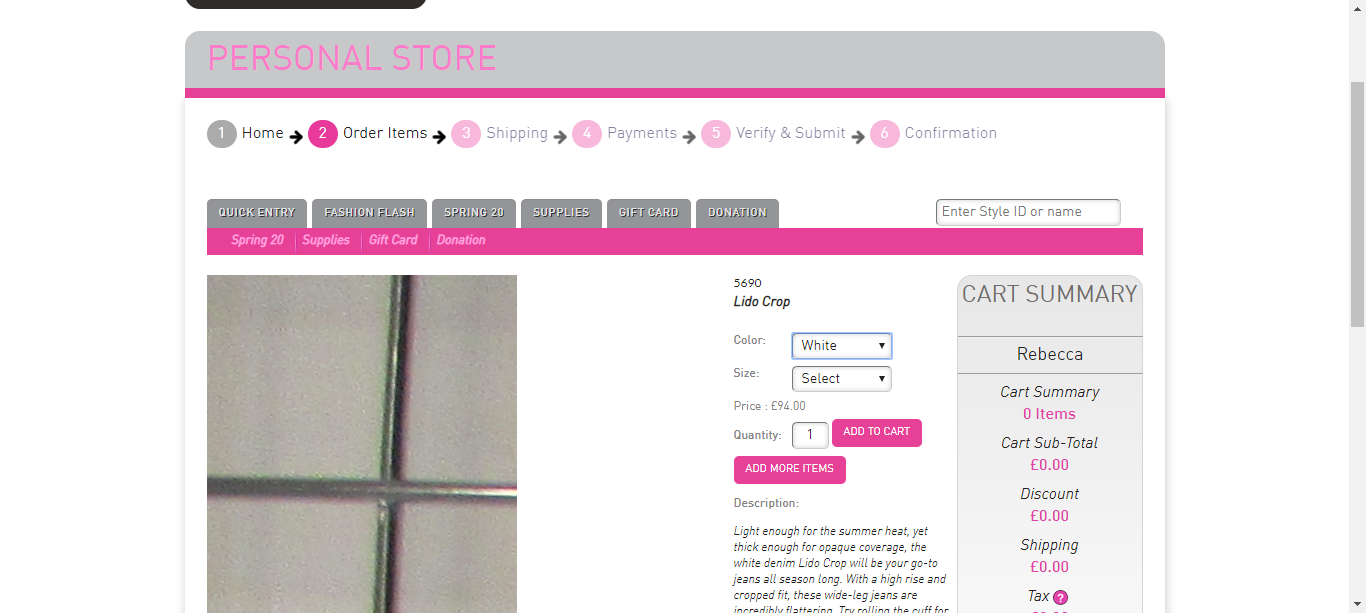 PERSONAL STORE
1 Home 2 Order Items 3 Shipping 4 Payments 5 Verify & Submit 6 Confirmation
QUICK ENTRY FASHION FLASH SPRING 20 SUPPLIES GIFT CARD DONATION
Enter Style ID or name
Spring 20 Supplies Gift Card Donation
5690
Lido Crop
Color: White
Size: Select
Price : £94.00
Quantity: 1 ADD TO CART
ADD MORE ITEMS
Description:
Light enough for the summer heat, yet
thick enough for opaque coverage, the
white denim Lido Crop will be your go-to
jeans all season long. With a high rise and
cropped fit, these wide-leg jeans are
incredibly flattering. Try rolling the cuff for
CART SUMMARY
Rebecca
Cart Summary
0 Items
Cart Sub-Total
£0.00
Discount
£0.00
Shipping
£0.00
Tax ?